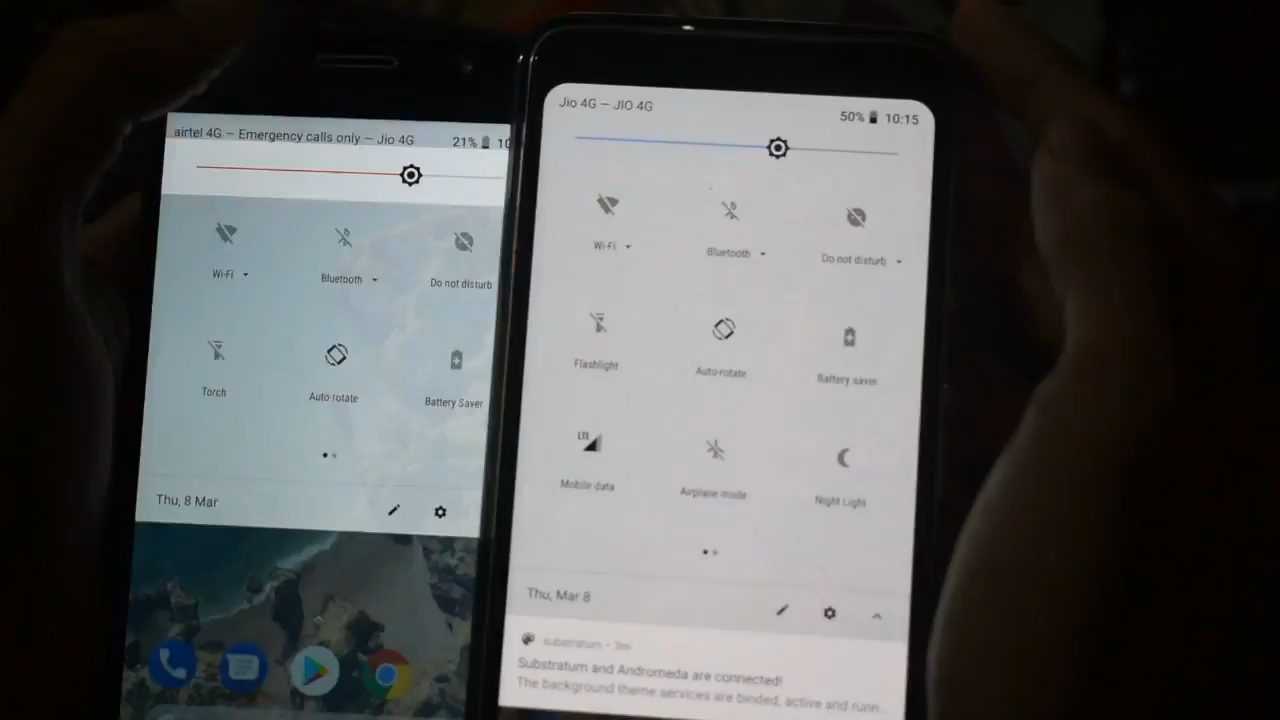 airtel 4G — Emergency calls only — Jio 4G
21%
Wi-Fi
Bluetooth
Do not disturb
Torch
Auto-rotate
Battery Saver
Thu, 8 Mar
Jio 4G — JIO 4G
50%
10:15
Wi-Fi
Bluetooth
Do not disturb
Flashlight
Auto-rotate
Battery saver
LTE
Mobile data
Airplane mode
Night Light
Thu, Mar 8
substratum
Substratum and Andromeda are connected!
The background theme services are binded, active and runn..